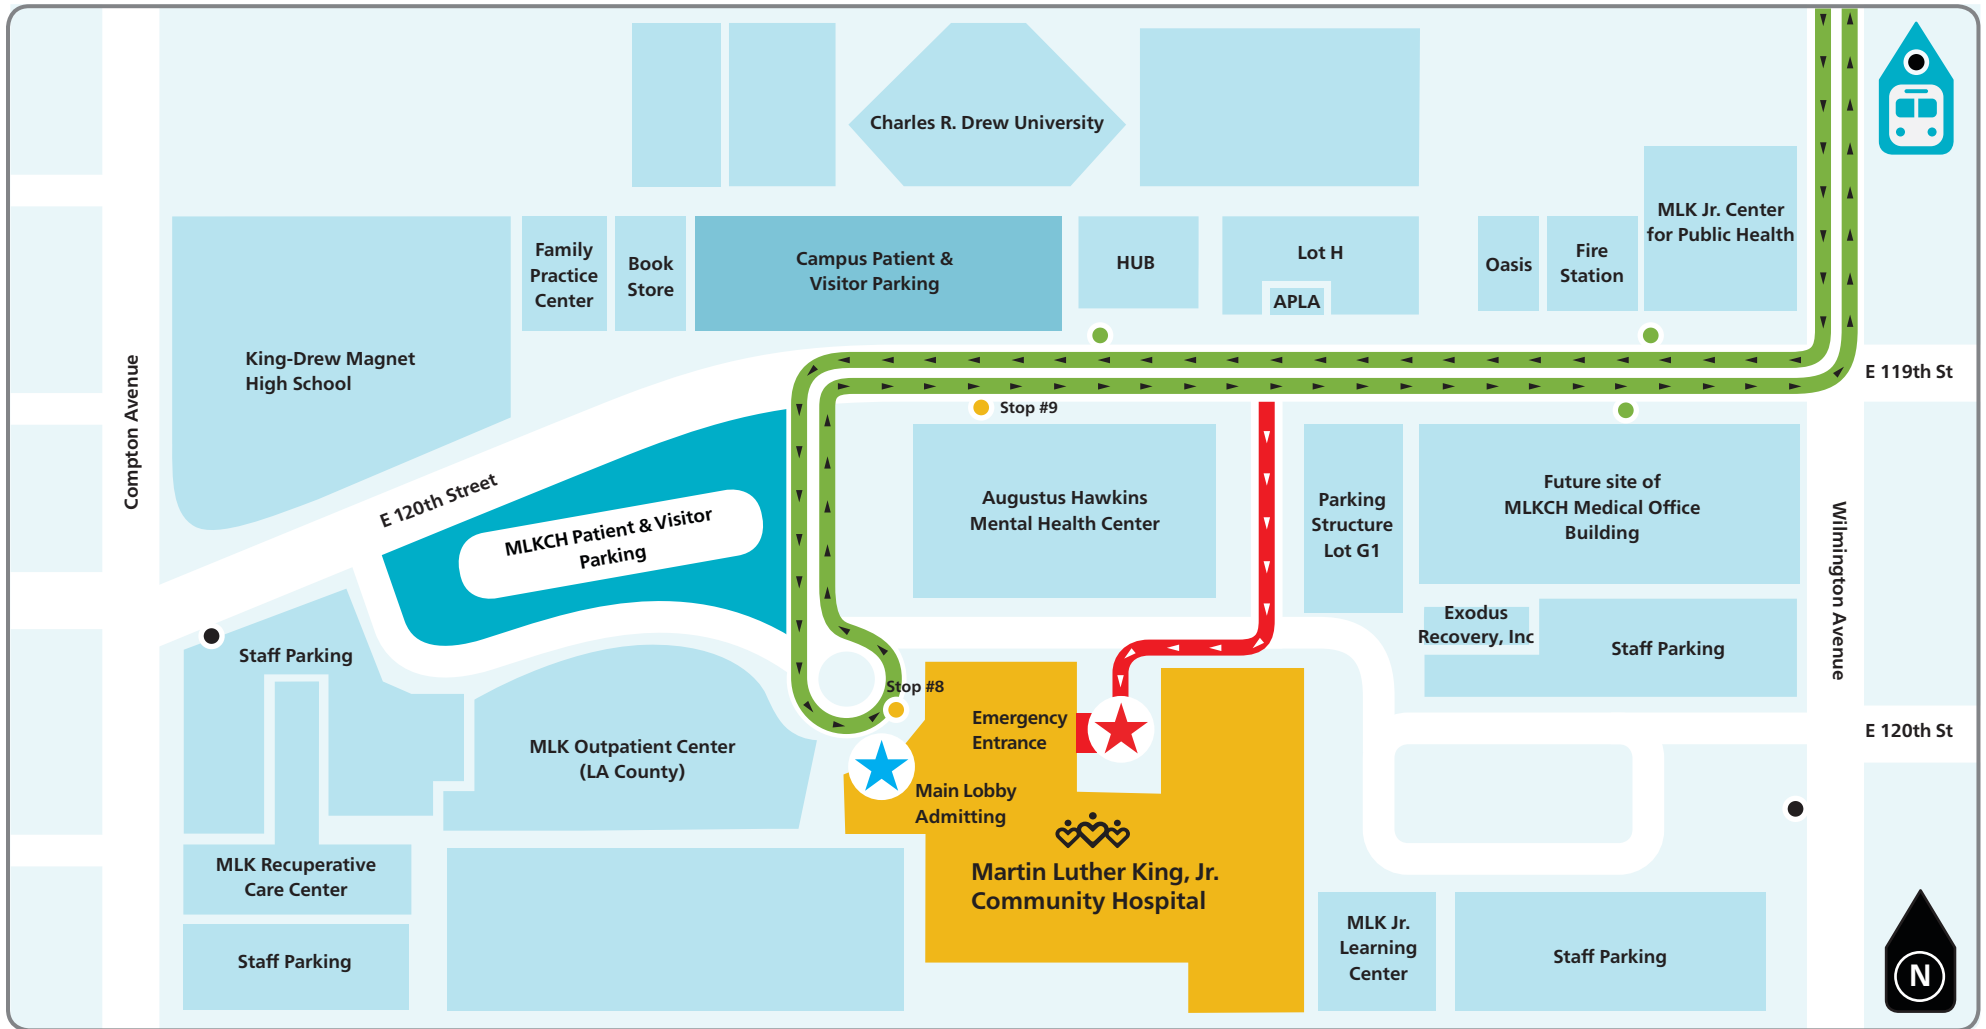 Charles R. Drew University
MLK Jr. Center
for Public Health
Family
Practice
Center
Book
Store
Campus Patient &
Visitor Parking
HUB
Lot H
APLA
Oasis
Fire
Station
King-Drew Magnet
High School
Compton Avenue
E 119th St
Stop #9
E 120th Street
MLKCH Patient & Visitor
Parking
Augustus Hawkins
Mental Health Center
Parking
Structure
Lot G1
Future site of
MLKCH Medical Office
Building
Wilmington Avenue
Exodus
Recovery, Inc
Staff Parking
Staff Parking
Stop #8
Emergency
Entrance
E 120th St
MLK Outpatient Center
(LA County)
Main Lobby
Admitting
Martin Luther King, Jr.
Community Hospital
MLK Recuperative
Care Center
Staff Parking
MLK Jr.
Learning
Center
Staff Parking
N